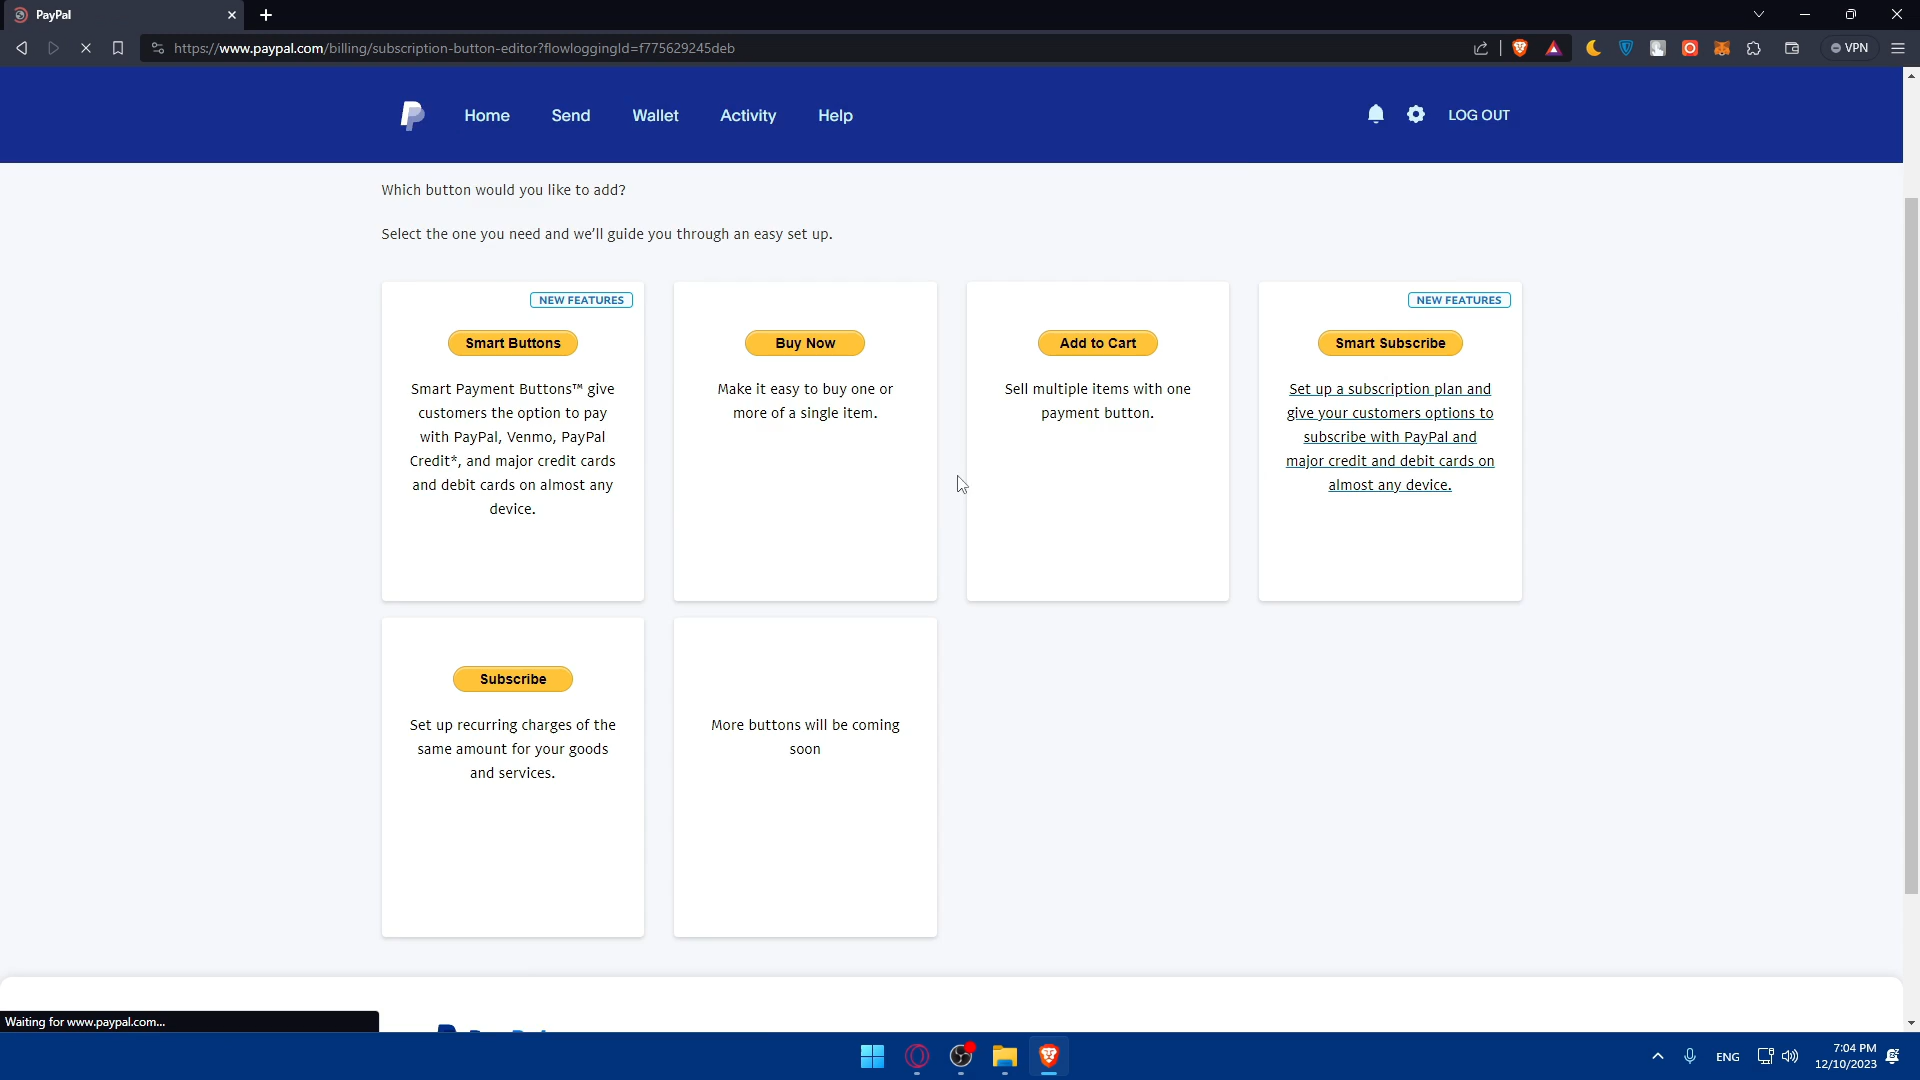 PayPal
https://www.paypal.com/billing/subscription-button-editor?flowloggingId=f775629245deb
VPN
Home
Send
Wallet
Activity
Help
LOG OUT
Which button would you like to add?
Select the one you need and we'll guide you through an easy set up.
NEW FEATURES
Smart Buttons
Smart Payment Buttons™ give
customers the option to pay
with PayPal, Venmo, PayPal
Credit*, and major credit cards
and debit cards on almost any
device.
Buy Now
Make it easy to buy one or
more of a single item.
Add to Cart
Sell multiple items with one
payment button.
NEW FEATURES
Smart Subscribe
Set up a subscription plan and
give your customers options to
subscribe with PayPal and
major credit and debit cards on
almost any device.
Subscribe
Set up recurring charges of the
same amount for your goods
and services.
More buttons will be coming
soon
Waiting for www.paypal.com...
ENG
7:04 PM
12/10/2023